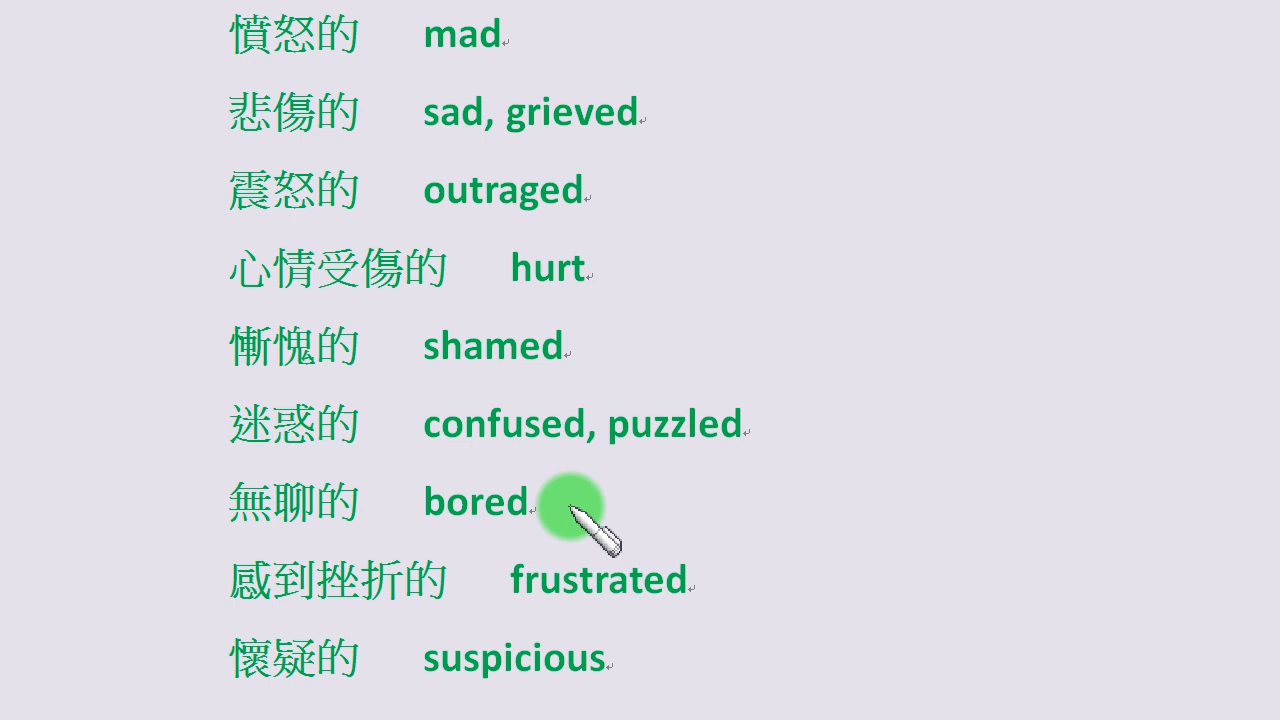 憤怒的 mad
悲傷的 sad, grieved
震怒的 outraged
心情受傷的 hurt
慚愧的 shamed
迷惑的 confused, puzzled
無聊的 bored
感到挫折的 frustrated
懷疑的 suspicious